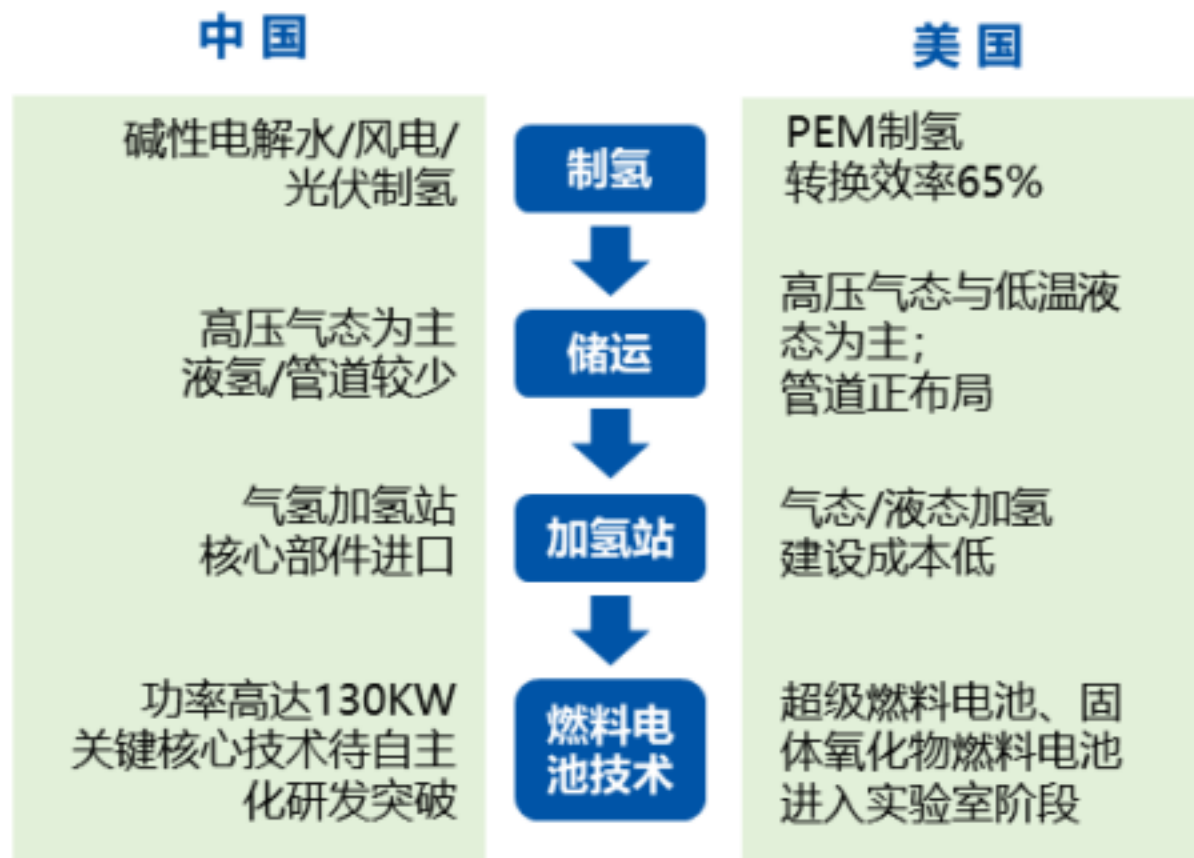 中国
美国
碱性电解水/风电/
光伏制氢
制氢
PEM制氢
转换效率65%
高压气态为主
液氢/管道较少
储运
高压气态与低温液
态为主；
管道正布局
气氢加氢站
核心部件进口
加氢站
气态/液态加氢
建设成本低
功率高达130KW
关键核心技术待自主
化研发突破
燃料电
池技术
超级燃料电池、固
体氧化物燃料电池
进入实验室阶段